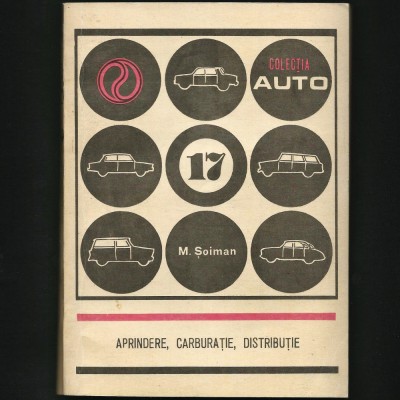 COLECȚIA
AUTO
17
M. Șoiman
APRINDERE, CARBURAȚIE, DISTRIBUȚIE